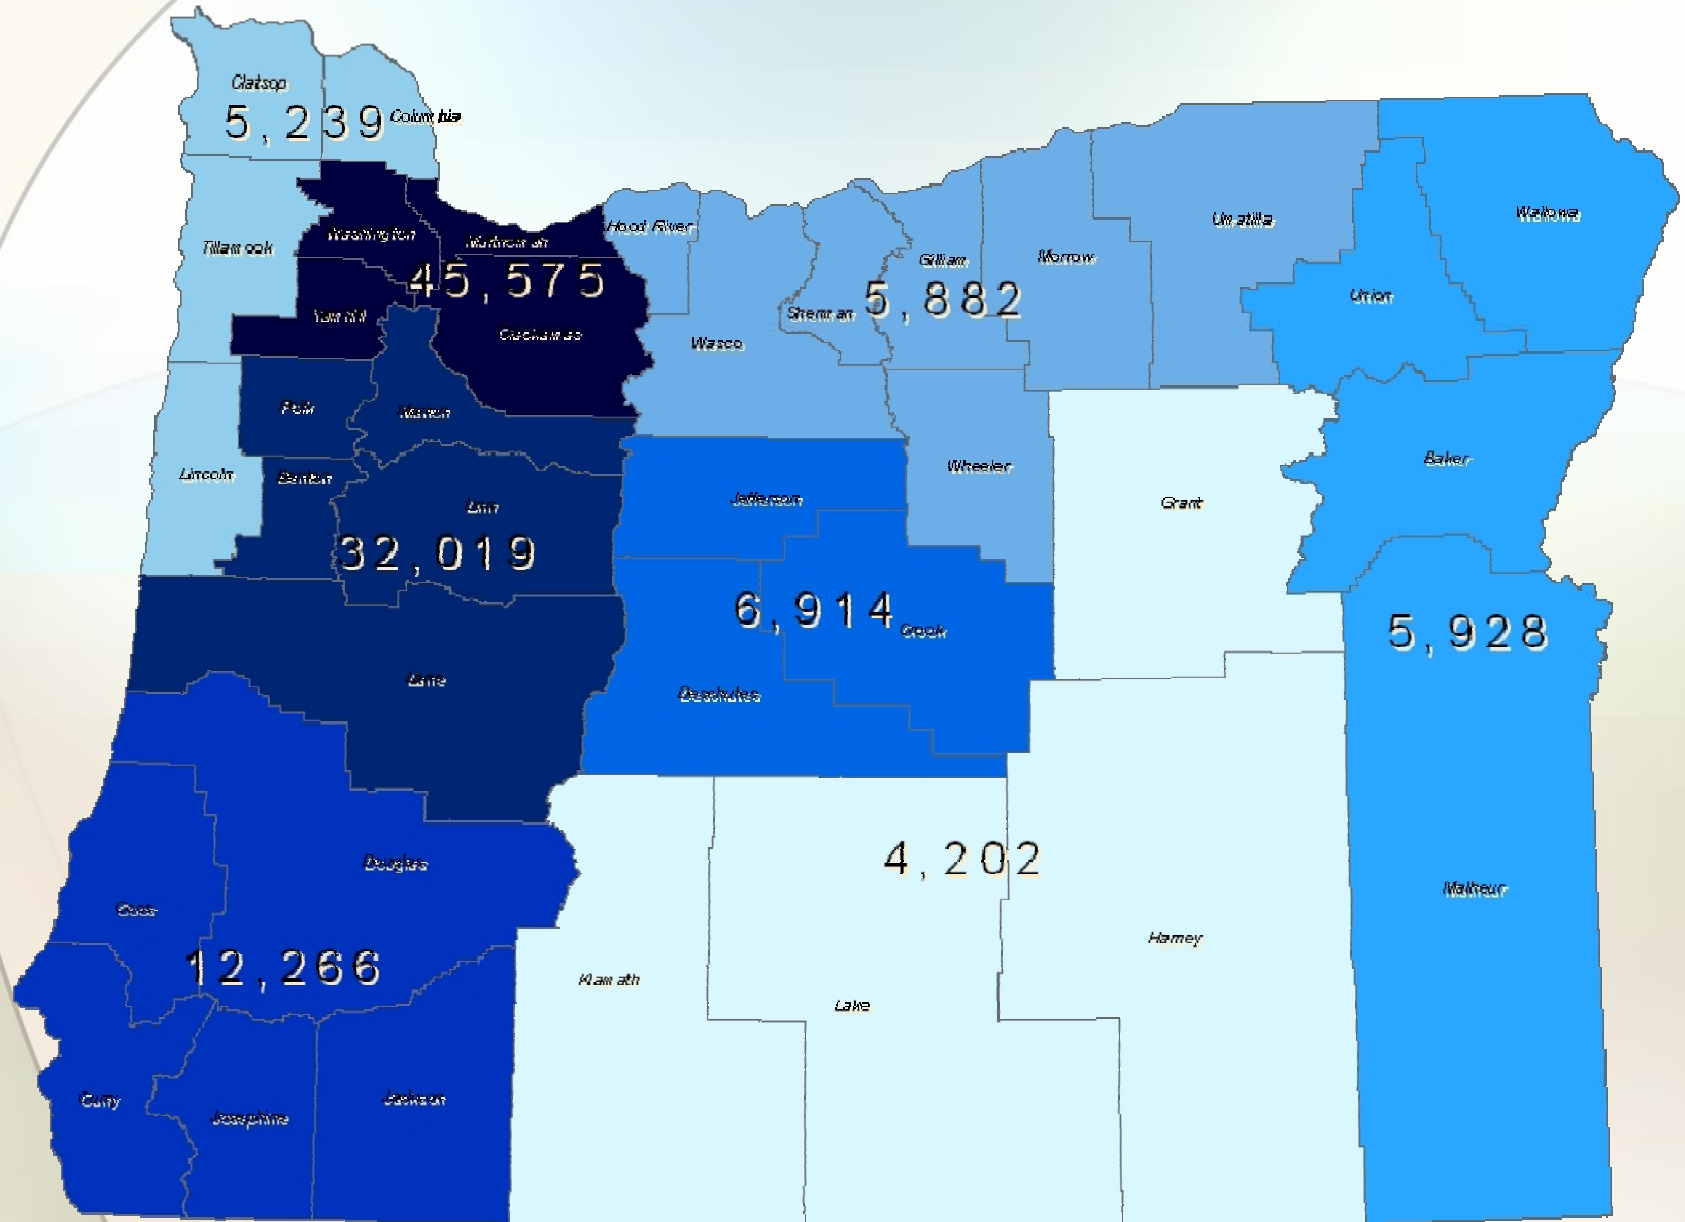 Clatsop
5,239
Columbia
Tillamook
Washington
Multnomah
45,575
Yamhill
Clackamas
Hood River
Wasco
Sherman
Gilliam
5,882
Morrow
Umatilla
Wallowa
Union
Polk
Marion
Lincoln
Benton
Linn
32,019
Jefferson
Wheeler
Grant
Baker
6,914
Crook
5,928
Lane
Deschutes
Douglas
4,202
Malheur
Coos
12,266
Klamath
Lake
Harney
Curry
Josephine
Jackson